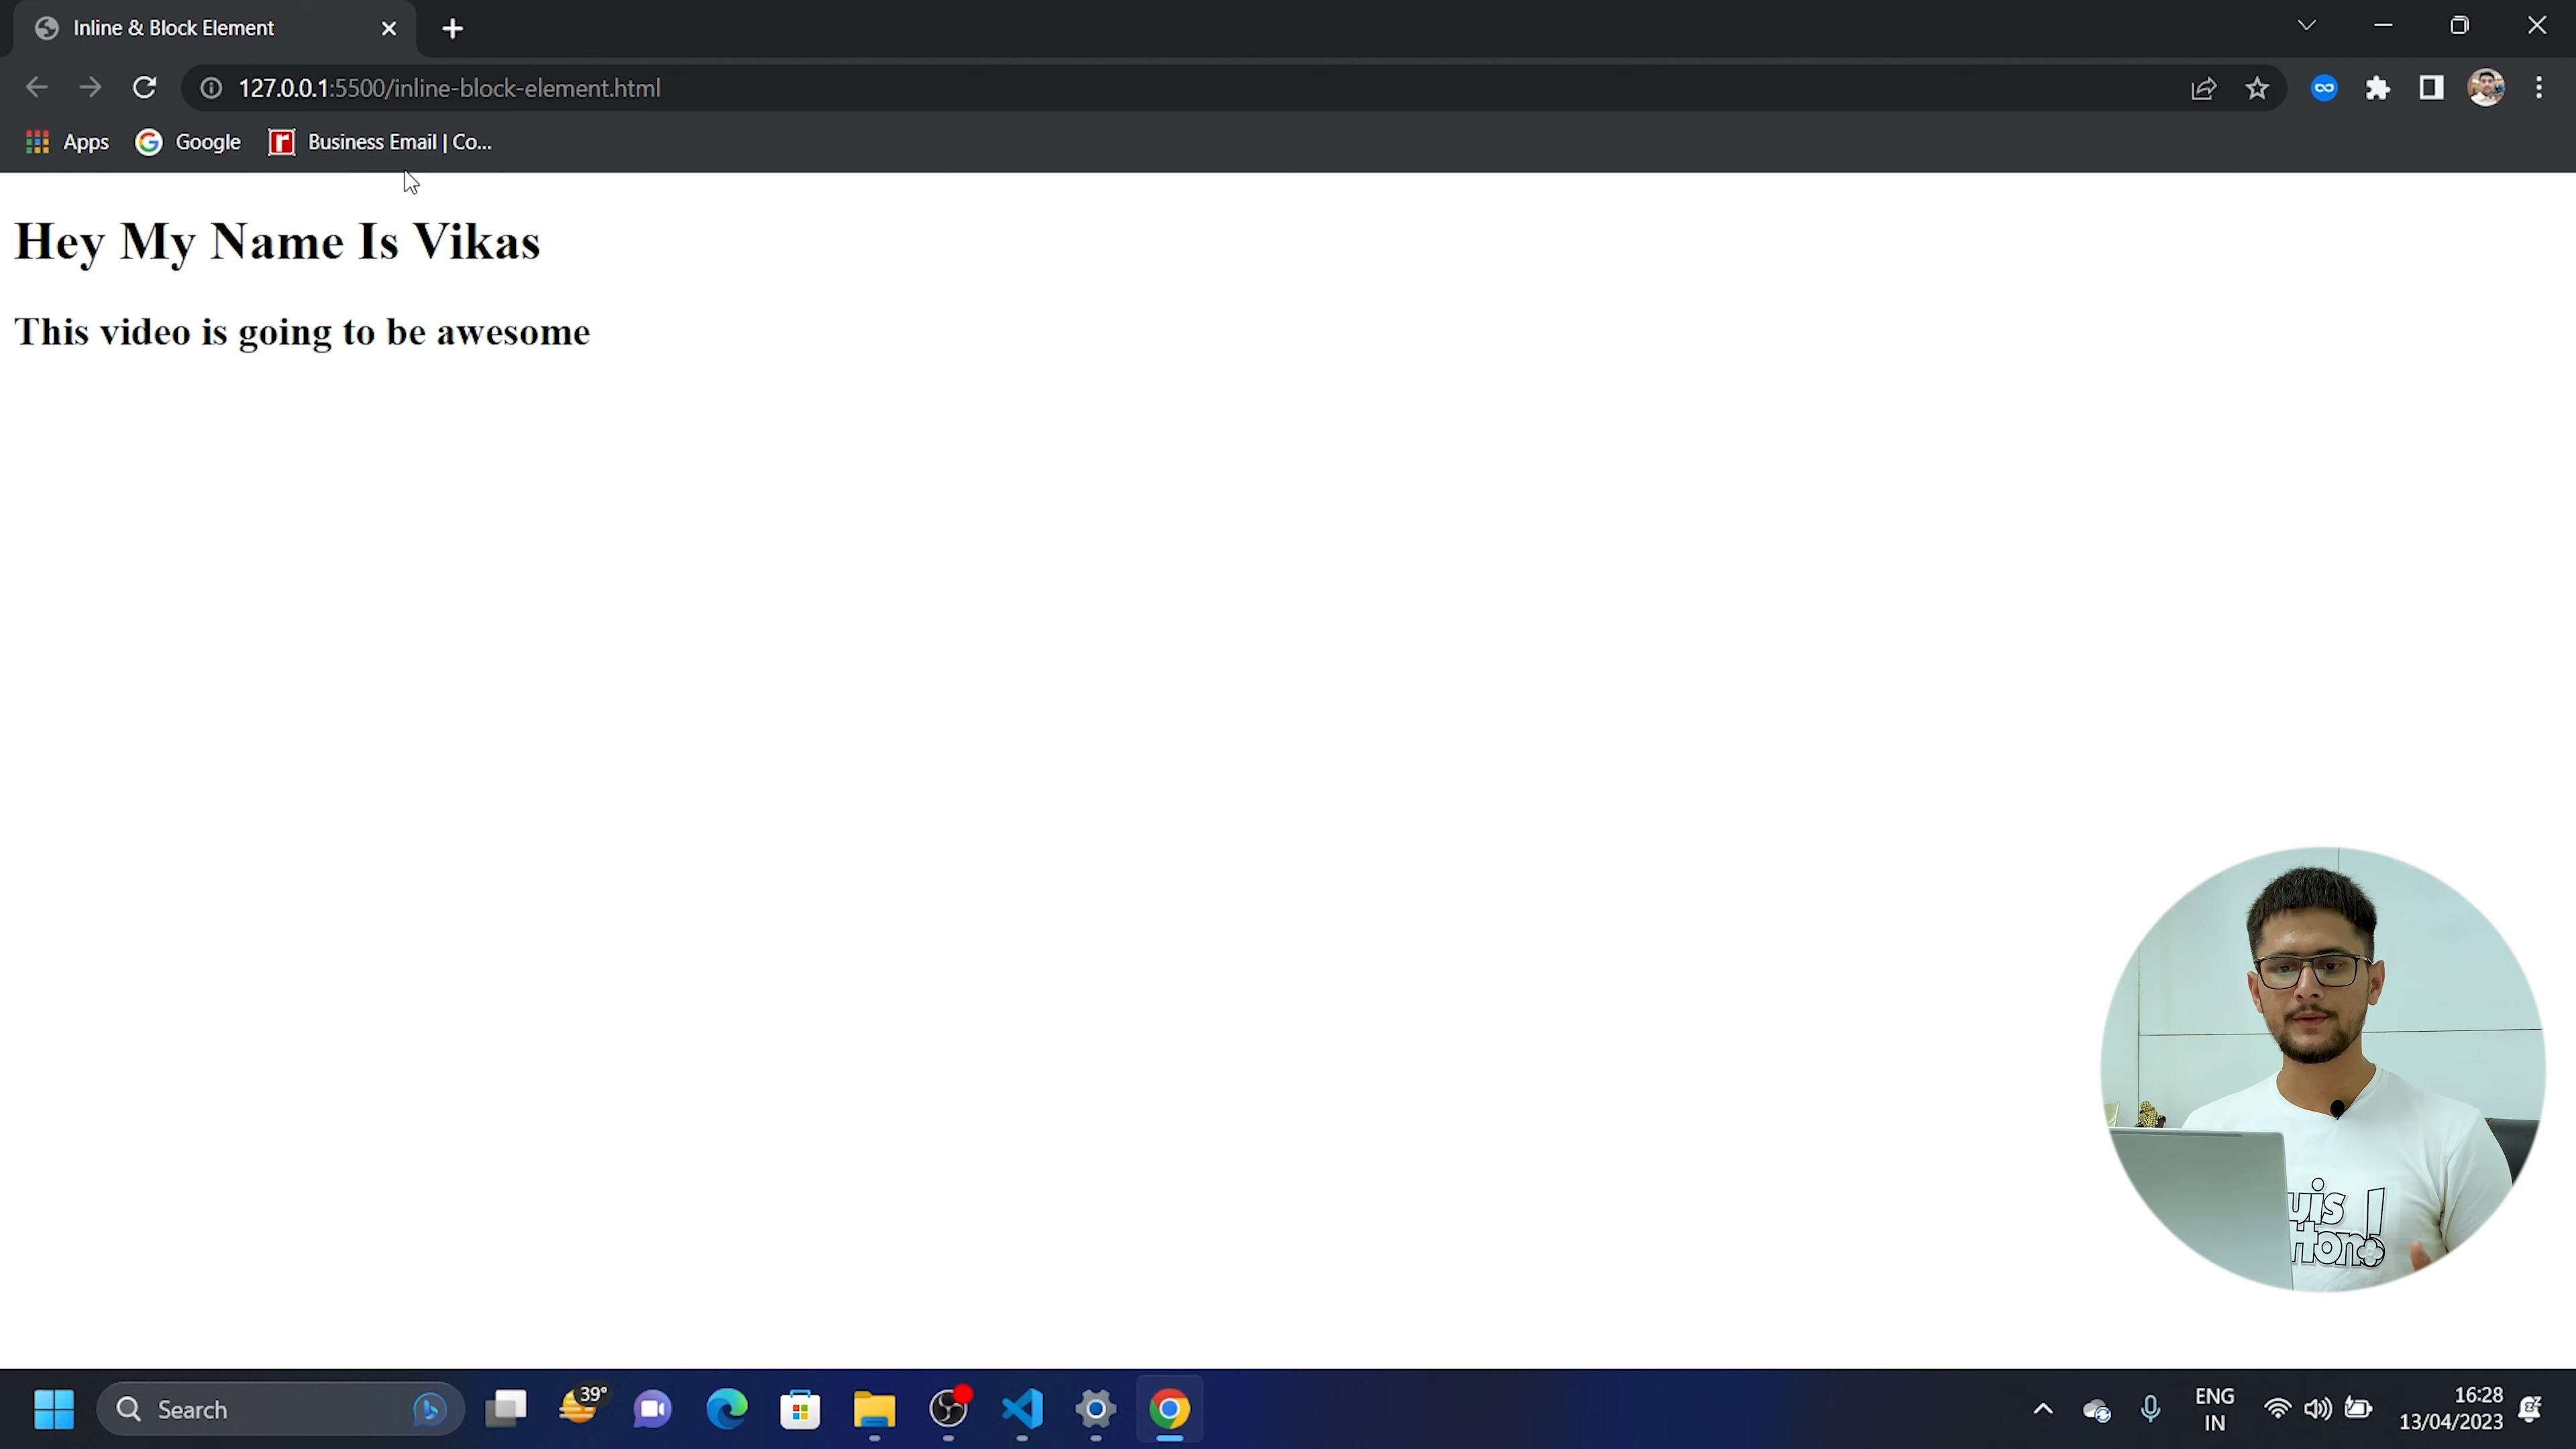 Inline & Block Element
127.0.0.1:5500/inline-block-element.html
Apps Google Business Email | Co...
Hey My Name Is Vikas
This video is going to be awesome
uis
tton!
Search
39°
ENG
IN
16:28
13/04/2023